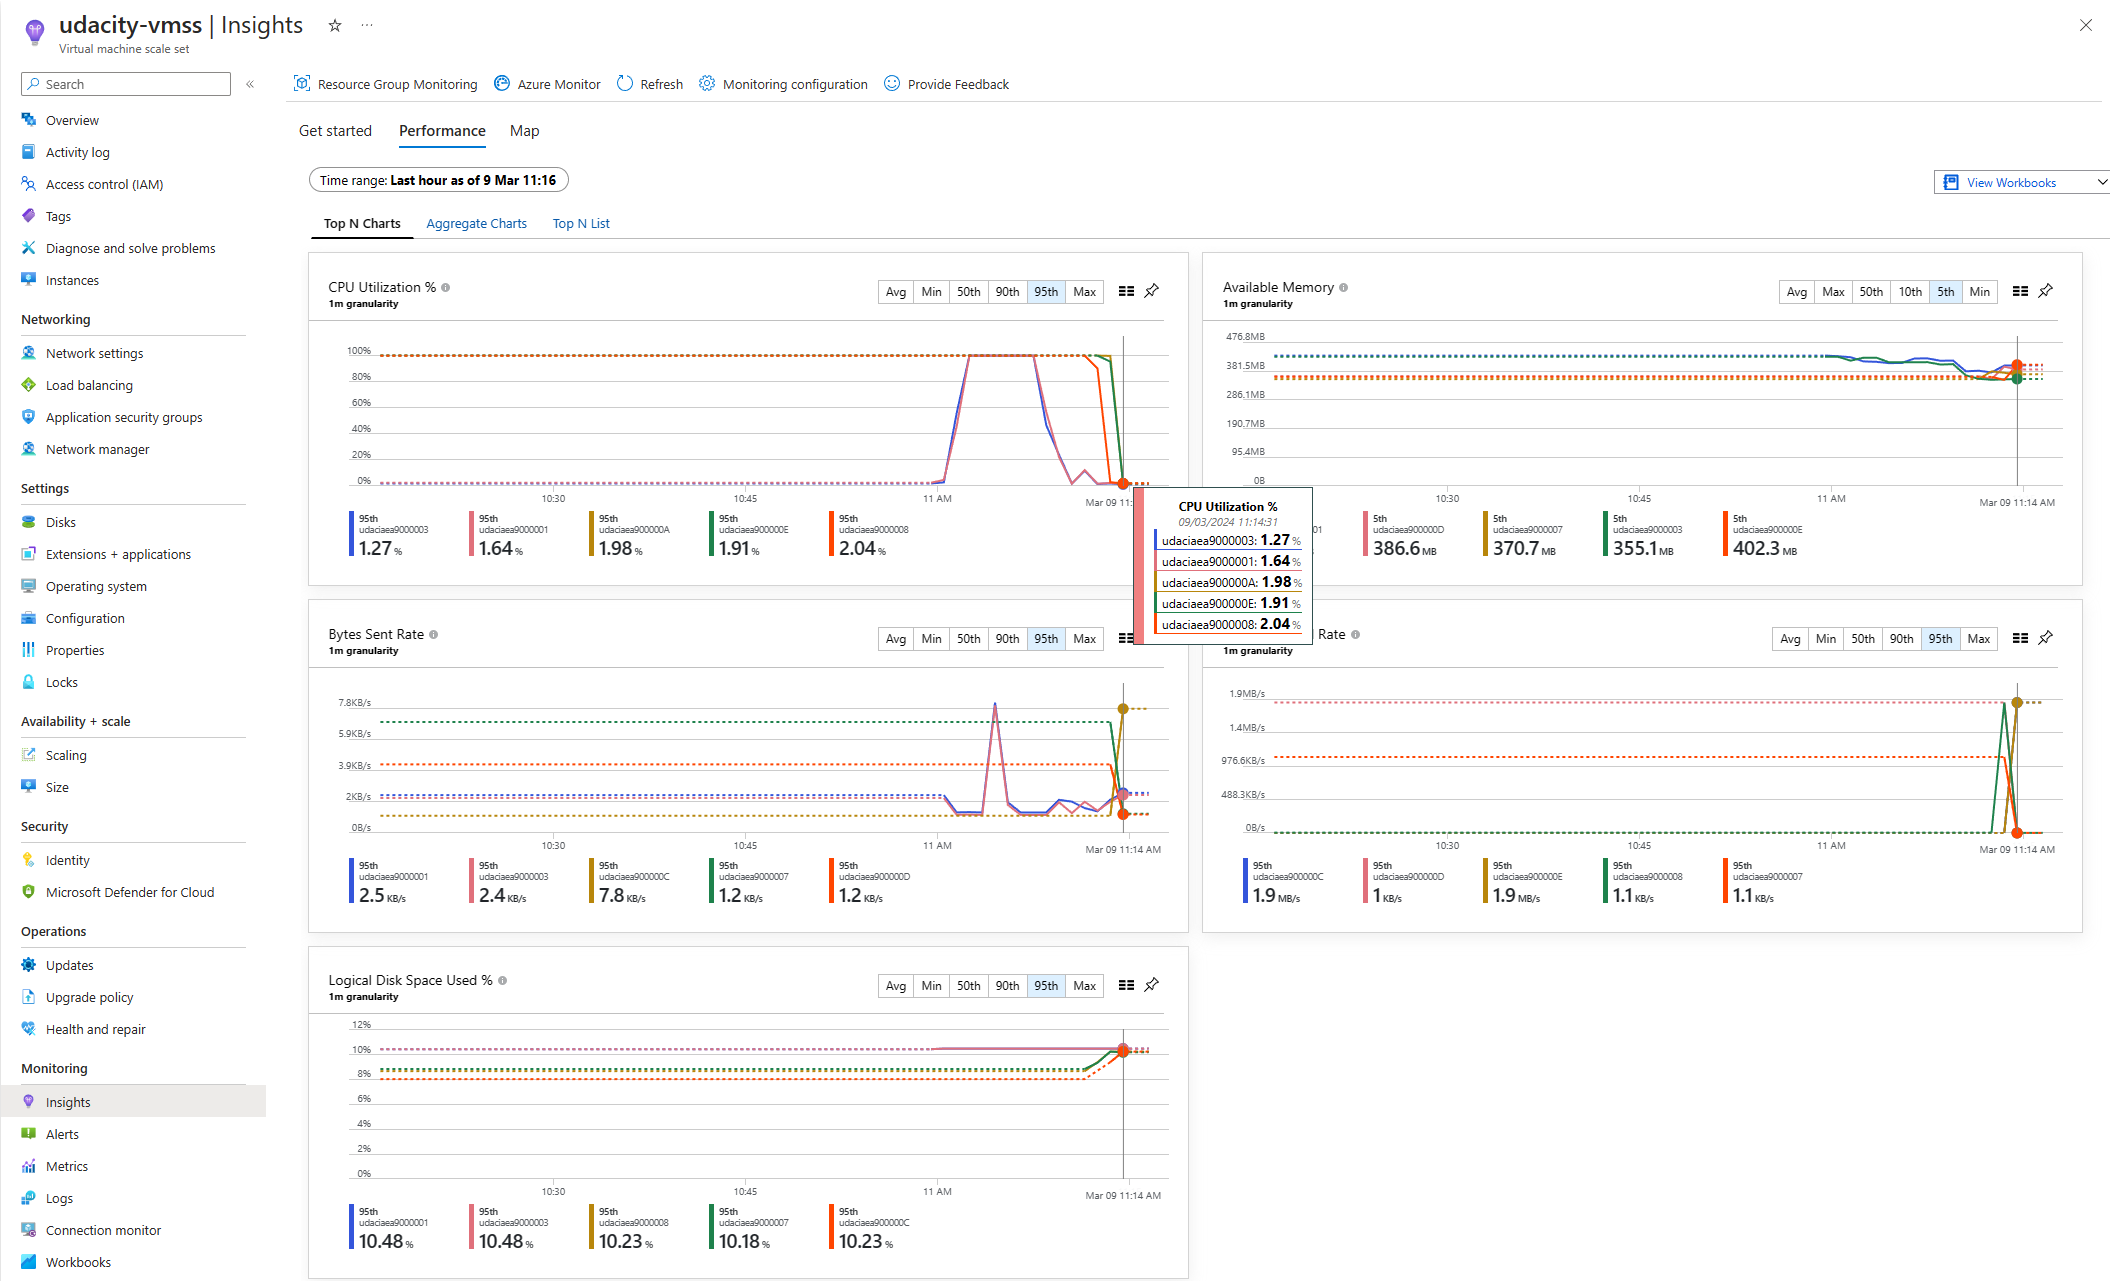 udacity-vmss | Insights
Virtual machine scale set
Search
Overview
Activity log
Access control (IAM)
Tags
Diagnose and solve problems
Instances
Networking
Network settings
Load balancing
Application security groups
Network manager
Settings
Disks
Extensions + applications
Operating system
Configuration
Properties
Locks
Availability + scale
Scaling
Size
Security
Identity
Microsoft Defender for Cloud
Operations
Updates
Upgrade policy
Health and repair
Monitoring
Insights
Alerts
Metrics
Logs
Connection monitor
Workbooks
Resource Group Monitoring Azure Monitor Refresh Monitoring configuration Provide Feedback
Get started Performance Map
Time range: Last hour as of 9 Mar 11:16
View Workbooks
Top N Charts Aggregate Charts Top N List
CPU Utilization %
1m granularity
Avg Min 50th 90th 95th Max
100%
80%
60%
40%
20%
0%
10:30 10:45 11 AM Mar 09 11:
95th 95th 95th 95th 95th
udaciaea9000003 udaciaea9000001 udaciaea900000A udaciaea900000E udaciaea9000008
1.27 % 1.64 % 1.98 % 1.91 % 2.04 %
Available Memory
1m granularity
Avg Max 50th 10th 5th Min
476.8MB
381.5MB
286.1MB
190.7MB
95.4MB
0B
10:30 10:45 11 AM Mar 09 11:14 AM
5th 5th 5th 5th
01 udaciaea900000D udaciaea9000007 udaciaea9000003 udaciaea900000E
386.6 MB 370.7 MB 355.1 MB 402.3 MB
CPU Utilization %
09/03/2024 11:14:31
udaciaea9000003: 1.27 %
udaciaea9000001: 1.64 %
udaciaea900000A: 1.98 %
udaciaea900000E: 1.91 %
udaciaea9000008: 2.04 %
Bytes Sent Rate
1m granularity
Avg Min 50th 90th 95th Max
7.8KB/s
5.9KB/s
3.9KB/s
2KB/s
0B/s
10:30 10:45 11 AM Mar 09 11:14 AM
95th 95th 95th 95th 95th
udaciaea9000001 udaciaea9000003 udaciaea900000C udaciaea9000007 udaciaea900000D
2.5 KB/s 2.4 KB/s 7.8 KB/s 1.2 KB/s 1.2 KB/s
Rate
1m granularity
Avg Min 50th 90th 95th Max
1.9MB/s
1.4MB/s
976.6KB/s
488.3KB/s
0B/s
10:30 10:45 11 AM Mar 09 11:14 AM
95th 95th 95th 95th 95th
udaciaea900000C udaciaea900000D udaciaea900000E udaciaea9000008 udaciaea9000007
1.9 MB/s 1 KB/s 1.9 MB/s 1.1 KB/s 1.1 KB/s
Logical Disk Space Used %
1m granularity
Avg Min 50th 90th 95th Max
12%
10%
8%
6%
4%
2%
0%
10:30 10:45 11 AM Mar 09 11:14 AM
95th 95th 95th 95th 95th
udaciaea9000001 udaciaea9000003 udaciaea9000008 udaciaea9000007 udaciaea900000C
10.48 % 10.48 % 10.23 % 10.18 % 10.23 %